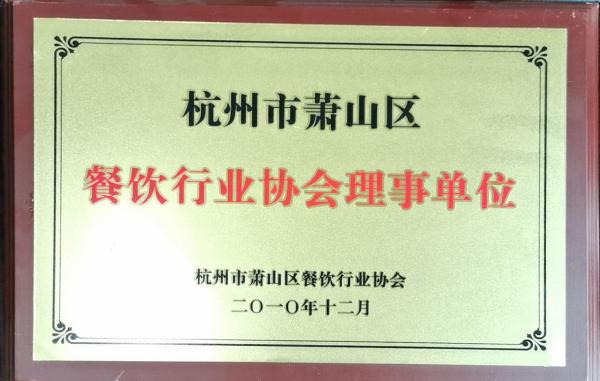 杭州市萧山区
餐饮行业协会理事单位
杭州市萧山区餐饮行业协会
二〇一〇年十二月